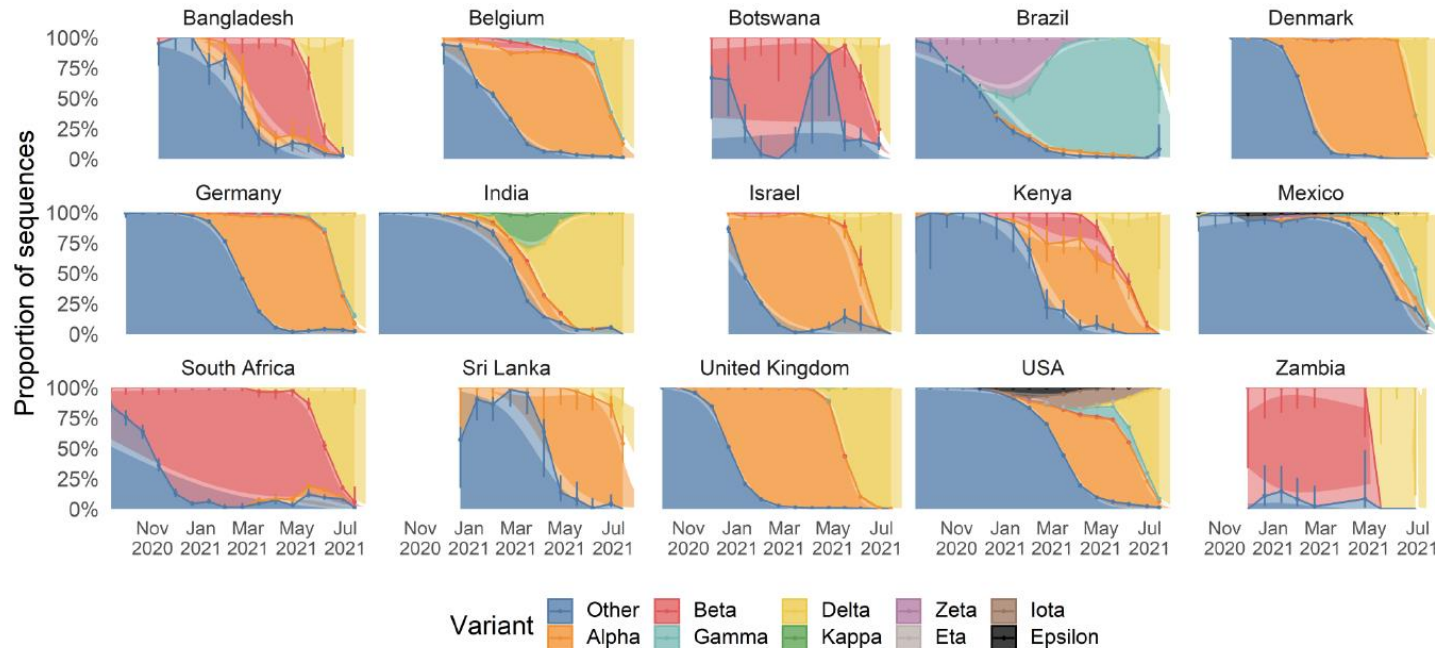 Bangladesh Belgium Botswana Brazil Denmark
100%
75%
50%
25%
0%
Germany India Israel Kenya Mexico
100%
75%
50%
25%
0%
South Africa Sri Lanka United Kingdom USA Zambia
100%
75%
50%
25%
0%
Proportion of sequences
Nov Jan Mar May Jul Nov Jan Mar May Jul Nov Jan Mar May Jul Nov Jan Mar May Jul Nov Jan Mar May Jul
2020 2021 2021 2021 2021 2020 2021 2021 2021 2021 2020 2021 2021 2021 2021 2020 2021 2021 2021 2021 2020 2021 2021 2021 2021
Variant
Other Beta Delta Zeta Iota
Alpha Gamma Kappa Eta Epsilon